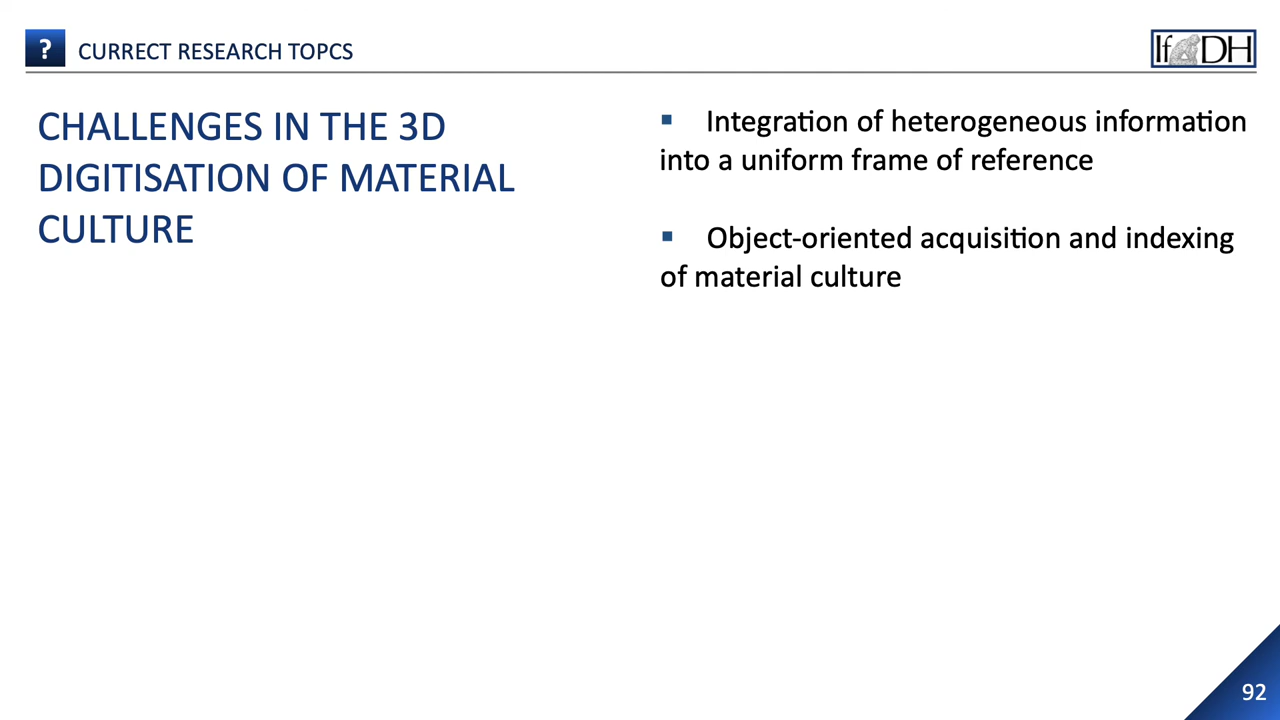 ?
CURRECT RESEARCH TOPCS
IfDH
CHALLENGES IN THE 3D
DIGITISATION OF MATERIAL
CULTURE
▪ Integration of heterogeneous information
into a uniform frame of reference
▪ Object-oriented acquisition and indexing
of material culture
92